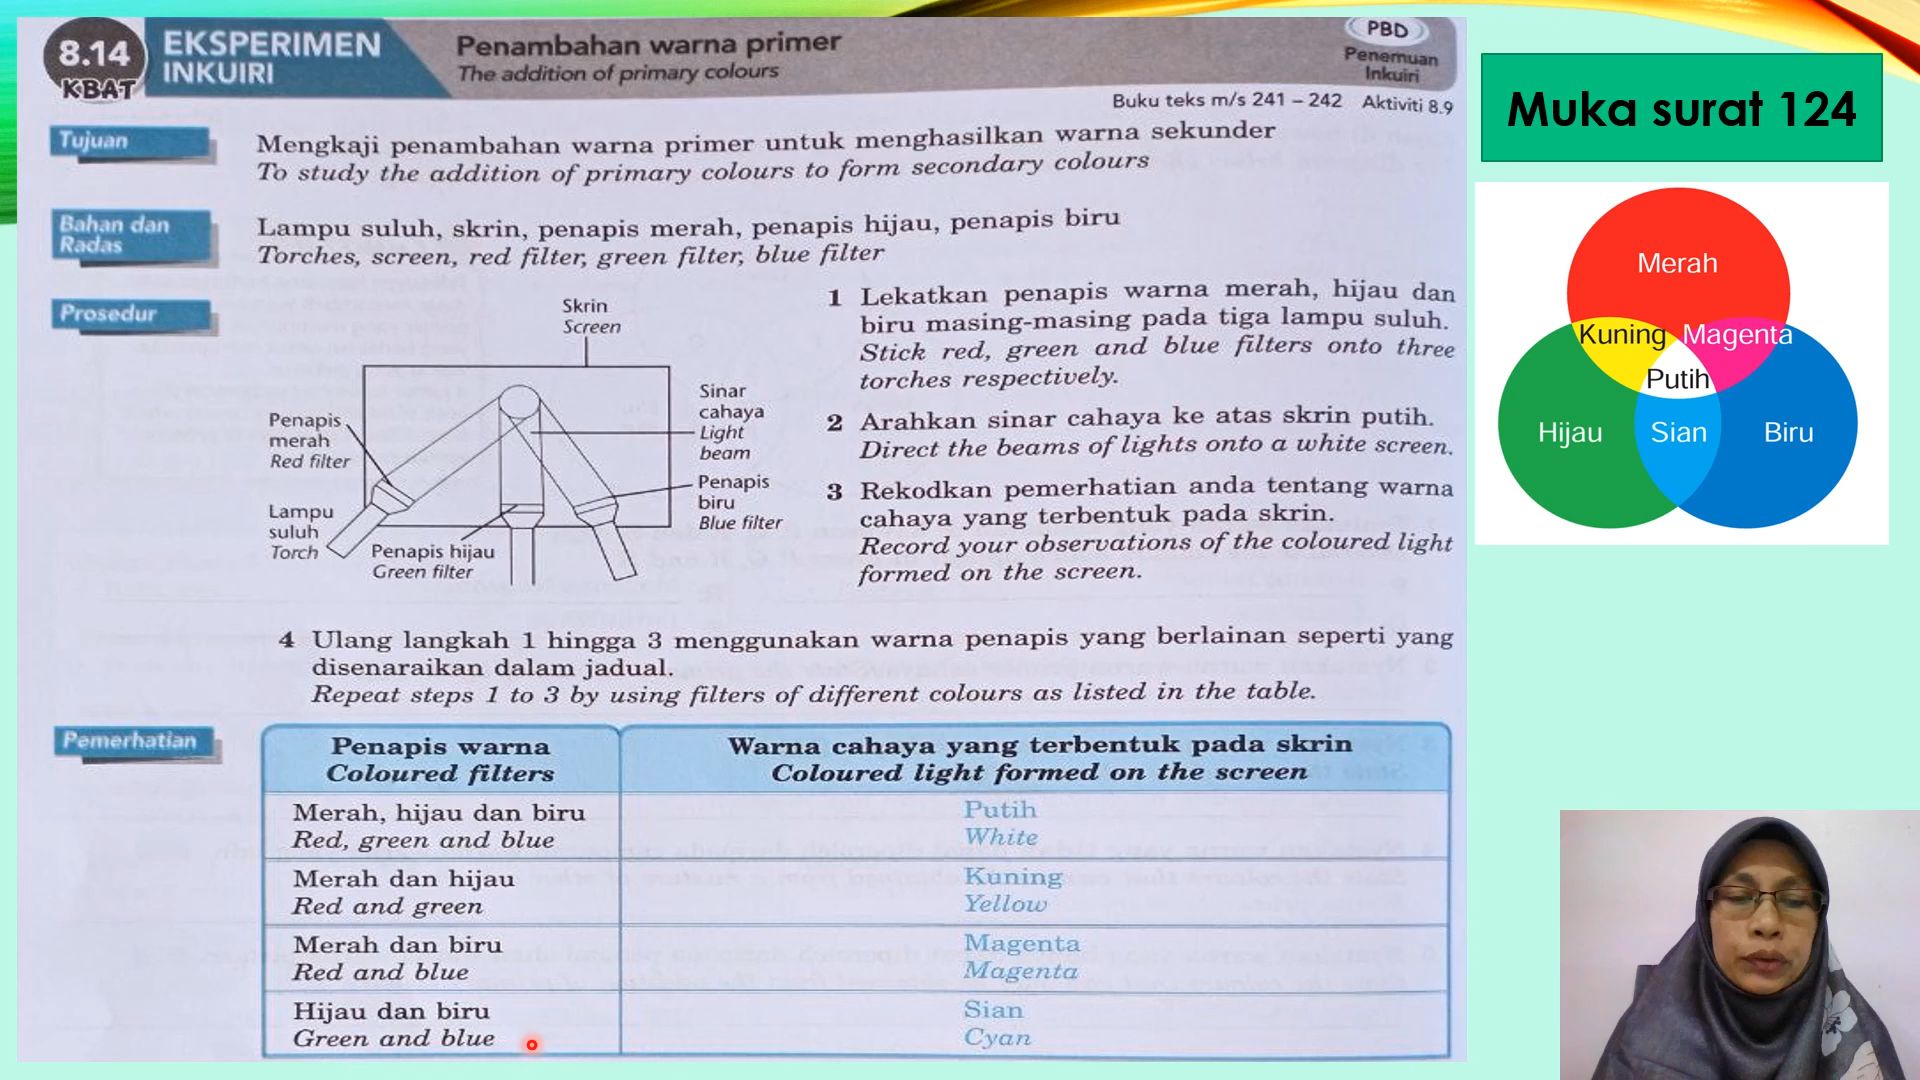 8.14
KBAT
EKSPERIMEN
INKUIRI
Penambahan warna primer
The addition of primary colours
PBD
Penemuan
Inkuiri
Buku teks m/s 241 – 242 Aktiviti 8.9
Tujuan
Mengkaji penambahan warna primer untuk menghasilkan warna sekunder
To study the addition of primary colours to form secondary colours
Bahan dan
Radas
Lampu suluh, skrin, penapis merah, penapis hijau, penapis biru
Torches, screen, red filter, green filter, blue filter
Prosedur
Skrin
Screen
Penapis
merah
Red filter
Lampu
suluh
Torch
Penapis hijau
Green filter
Sinar
cahaya
Light
beam
Penapis
biru
Blue filter
1 Lekatkan penapis warna merah, hijau dan
biru masing-masing pada tiga lampu suluh.
Stick red, green and blue filters onto three
torches respectively.
2 Arahkan sinar cahaya ke atas skrin putih.
Direct the beams of lights onto a white screen.
3 Rekodkan pemerhatian anda tentang warna
cahaya yang terbentuk pada skrin.
Record your observations of the coloured light
formed on the screen.
4 Ulang langkah 1 hingga 3 menggunakan warna penapis yang berlainan seperti yang
disenaraikan dalam jadual.
Repeat steps 1 to 3 by using filters of different colours as listed in the table.
Pemerhatian
Penapis warna
Coloured filters
Warna cahaya yang terbentuk pada skrin
Coloured light formed on the screen
Merah, hijau dan biru
Red, green and blue
Putih
White
Merah dan hijau
Red and green
Kuning
Yellow
Merah dan biru
Red and blue
Magenta
Magenta
Hijau dan biru
Green and blue
Sian
Cyan
Muka surat 124
Merah
Kuning
Magenta
Putih
Hijau
Sian
Biru